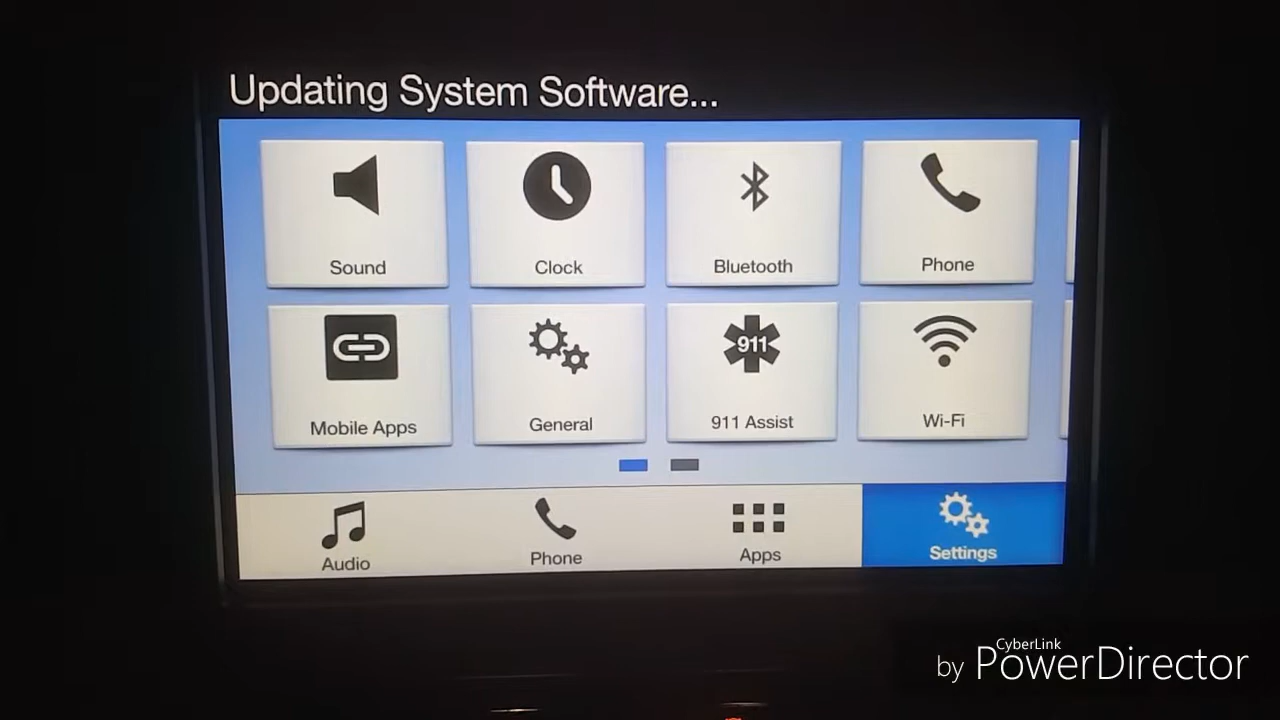 Updating System Software...
Sound
Clock
Bluetooth
Phone
Mobile Apps
General
911
911 Assist
Wi-Fi
Audio
Phone
Apps
Settings
CyberLink
by PowerDirector